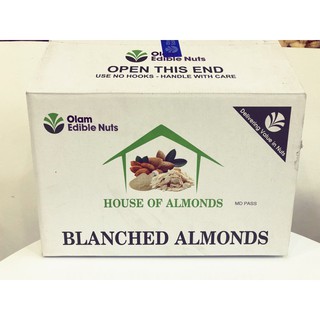 Olam
Edible Nuts
OPEN THIS END
USE NO HOOKS - HANDLE WITH CARE
Olam
Edible Nuts
Delivering Value in Nuts
HOUSE OF ALMONDS
MD PASS
BLANCHED ALMONDS